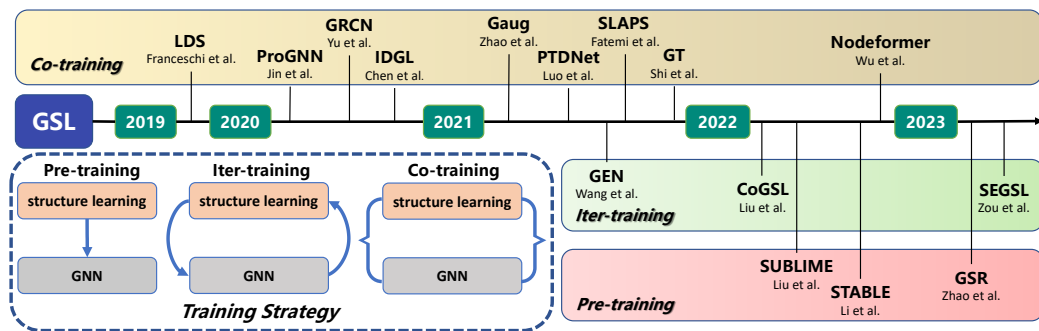 LDS
Franceschi et al.
ProGNN
Jin et al.
GRCN
Yu et al.
IDGL
Chen et al.
Gaug
Zhao et al.
PTDNet
Luo et al.
SLAPS
Fatemi et al.
GT
Shi et al.
Nodeformer
Wu et al.
Co-training
GSL
2019
2020
2021
2022
2023
Pre-training
structure learning
GNN
Iter-training
structure learning
GNN
Co-training
structure learning
GNN
Training Strategy
GEN
Wang et al.
CoGSL
Liu et al.
SEGSL
Zou et al.
Iter-training
SUBLIME
Liu et al.
STABLE
Li et al.
GSR
Zhao et al.
Pre-training